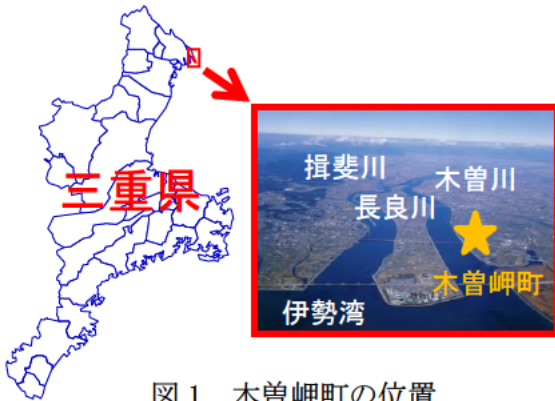 三重県
揖斐川
木曽川
長良川
木曽岬町
伊勢湾
図1 木曽岬町の位置